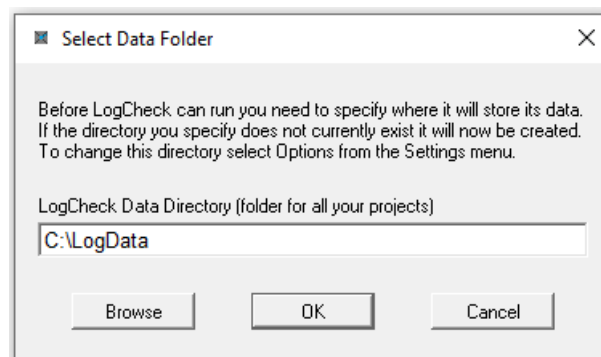 Select Data Folder
Before LogCheck can run you need to specify where it will store its data.
If the directory you specify does not currently exist it will now be created.
To change this directory select Options from the Settings menu.
LogCheck Data Directory (folder for all your projects)
C:\LogData
Browse OK Cancel